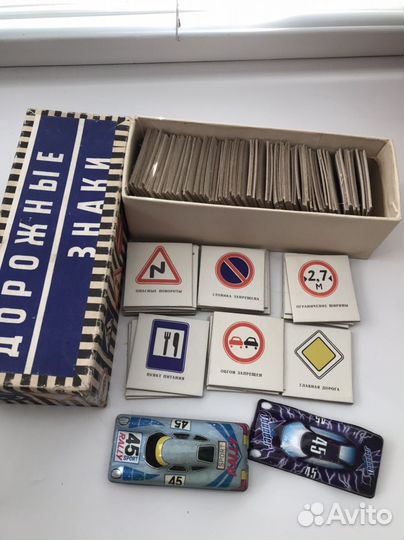 ДОРОЖНЫЕ
ЗНАКИ
ОПАСНЫЕ ПОВОРОТЫ
СТОЯНКА ЗАПРЕЩЕНА
2,7
М
ОГРАНИЧЕНИЕ ШИРИНЫ
ПУНКТ ПИТАНИЯ
ОБГОН ЗАПРЕЩЕН
ГЛАВНАЯ ДОРОГА
45
45
SPORT
RALLY
45
45
45
Avito